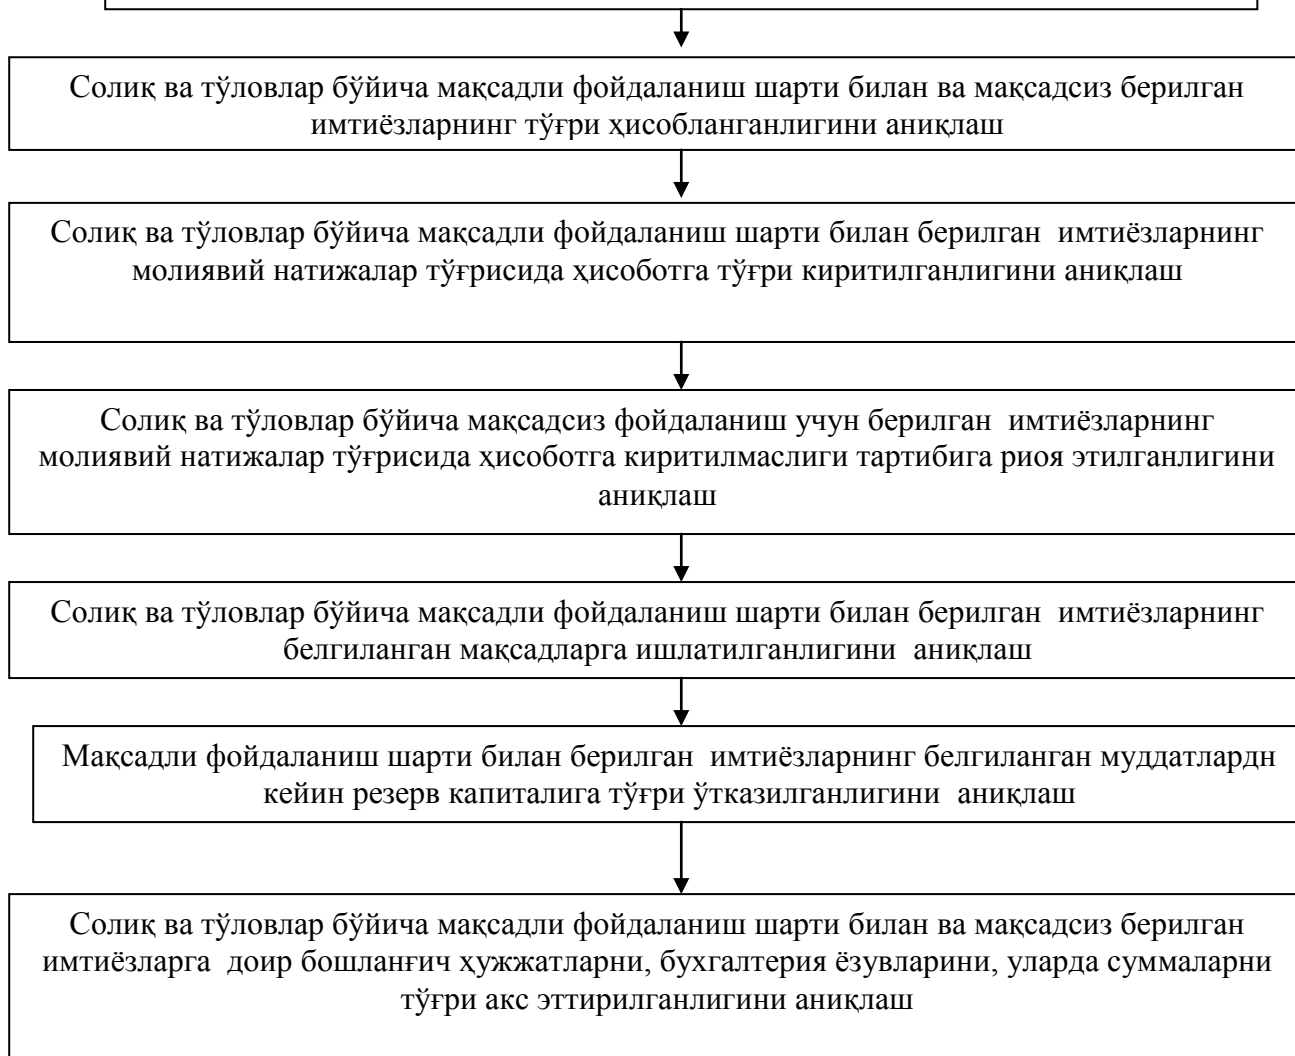 Солиқ ва тўловлар бўйича мақсадли фойдаланиш шарти билан ва мақсадсиз берилган
имтиёзларнинг тўғри ҳисобланганлигини аниқлаш
Солиқ ва тўловлар бўйича мақсадли фойдаланиш шарти билан берилган имтиёзларнинг
молиявий натижалар тўғрисида ҳисоботга тўғри киритилганлигини аниқлаш
Солиқ ва тўловлар бўйича мақсадсиз фойдаланиш учун берилган имтиёзларнинг
молиявий натижалар тўғрисида ҳисоботга киритилмаслиги тартибига риоя этилганлигини
аниқлаш
Солиқ ва тўловлар бўйича мақсадли фойдаланиш шарти билан берилган имтиёзларнинг
белгиланган мақсадларга ишлатилганлигини аниқлаш
Мақсадли фойдаланиш шарти билан берилган имтиёзларнинг белгиланган муддатлардн
кейин резерв капиталига тўғри ўтказилганлигини аниқлаш
Солиқ ва тўловлар бўйича мақсадли фойдаланиш шарти билан ва мақсадсиз берилган
имтиёзларга доир бошланғич ҳужжатларни, бухгалтерия ёзувларини, уларда суммаларни
тўғри акс эттирилганлигини аниқлаш